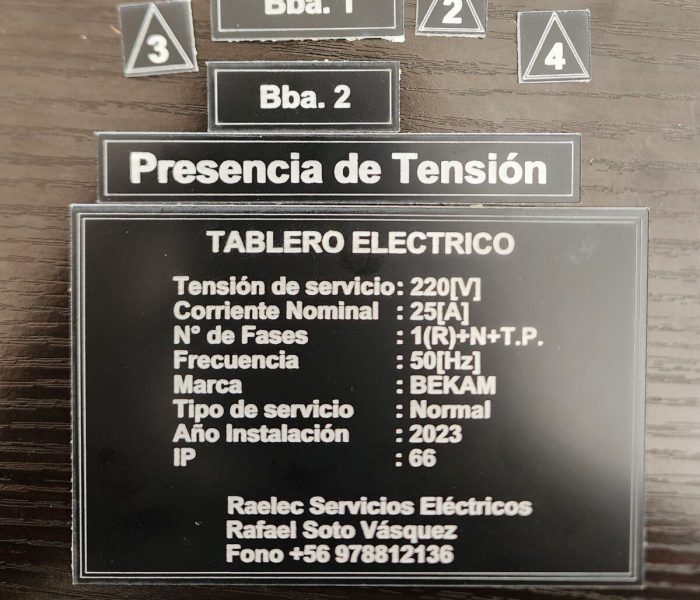 Bba. 1
2
3
4
Bba. 2
Presencia de Tensión
TABLERO ELECTRICO
Tensión de servicio : 220[V]
Corriente Nominal : 25[A]
N° de Fases : 1(R)+N+T.P.
Frecuencia : 50[Hz]
Marca : BEKAM
Tipo de servicio : Normal
Año Instalación : 2023
IP : 66
Raelec Servicios Eléctricos
Rafael Soto Vásquez
Fono +56 978812136